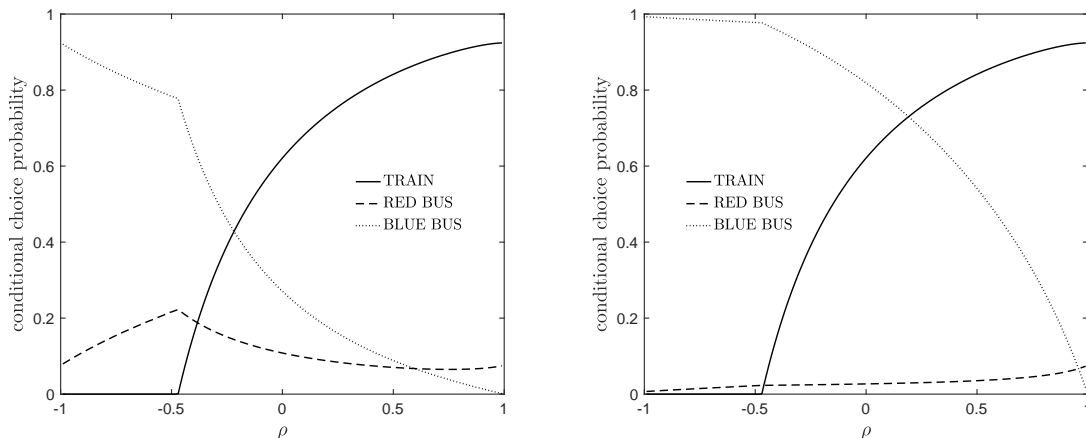 1
0.8
0.6
0.4
0.2
0
conditional choice probability
TRAIN
RED BUS
BLUE BUS
-1 -0.5 0 0.5 1
ρ
1
0.8
0.6
0.4
0.2
0
conditional choice probability
TRAIN
RED BUS
BLUE BUS
-1 -0.5 0 0.5 1
ρ